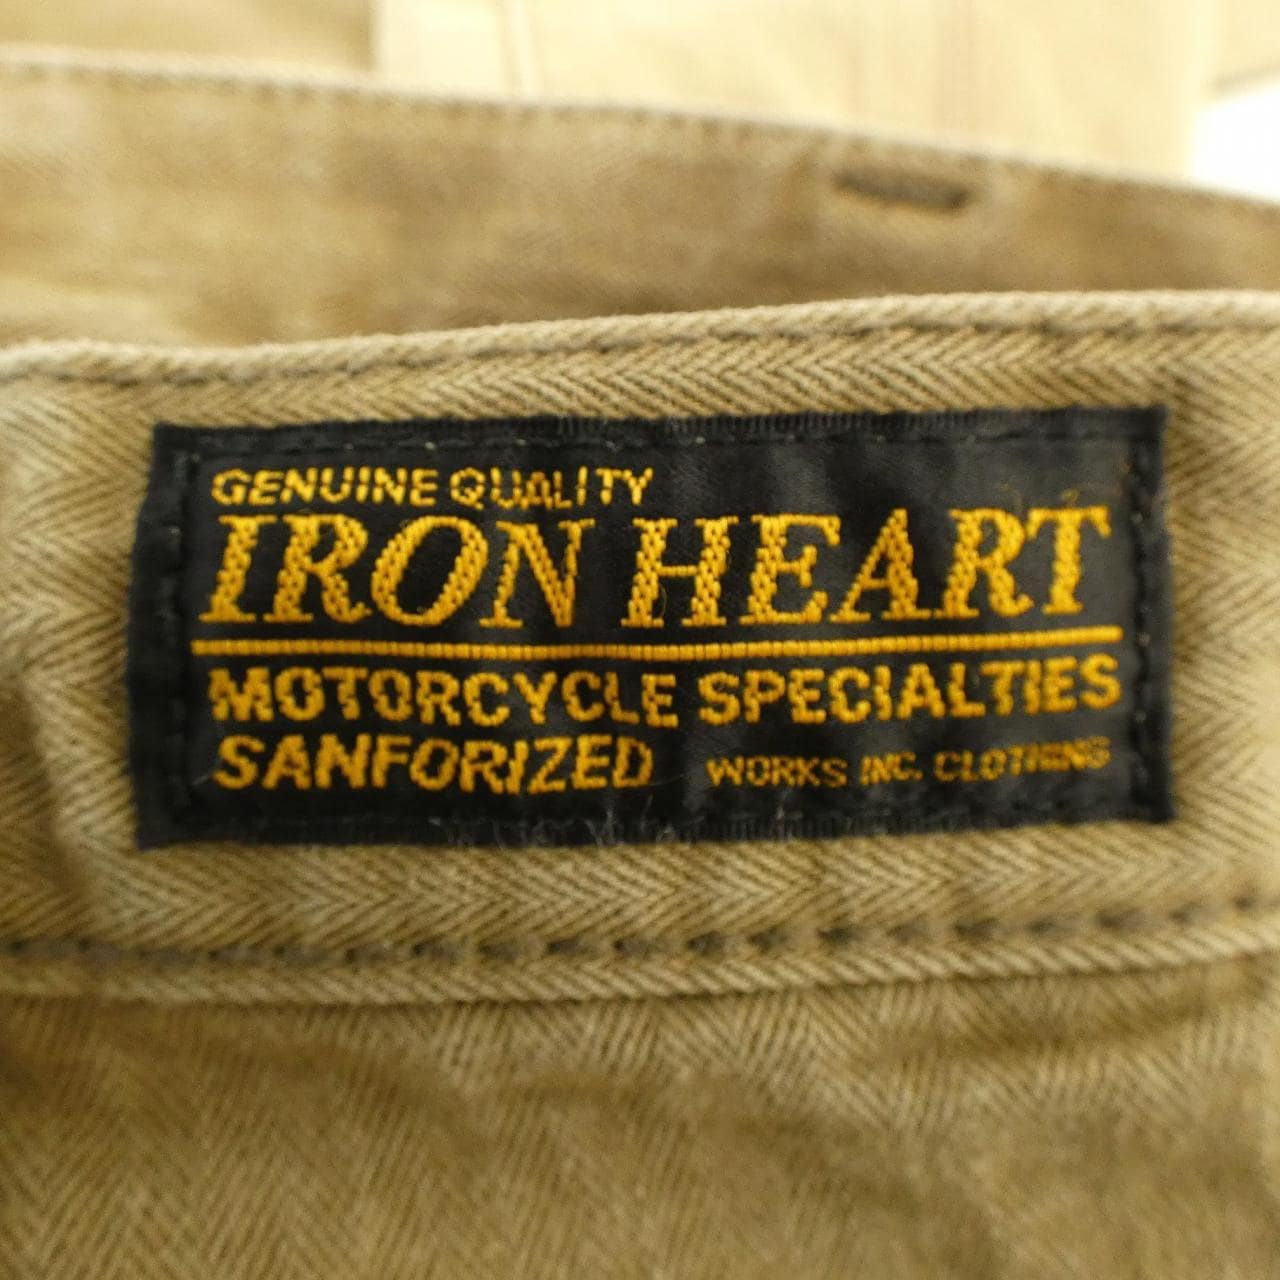 GENUINE QUALITY
IRON HEART
MOTORCYCLE SPECIALTIES
SANFORIZED WORKS INC. CLOTHING